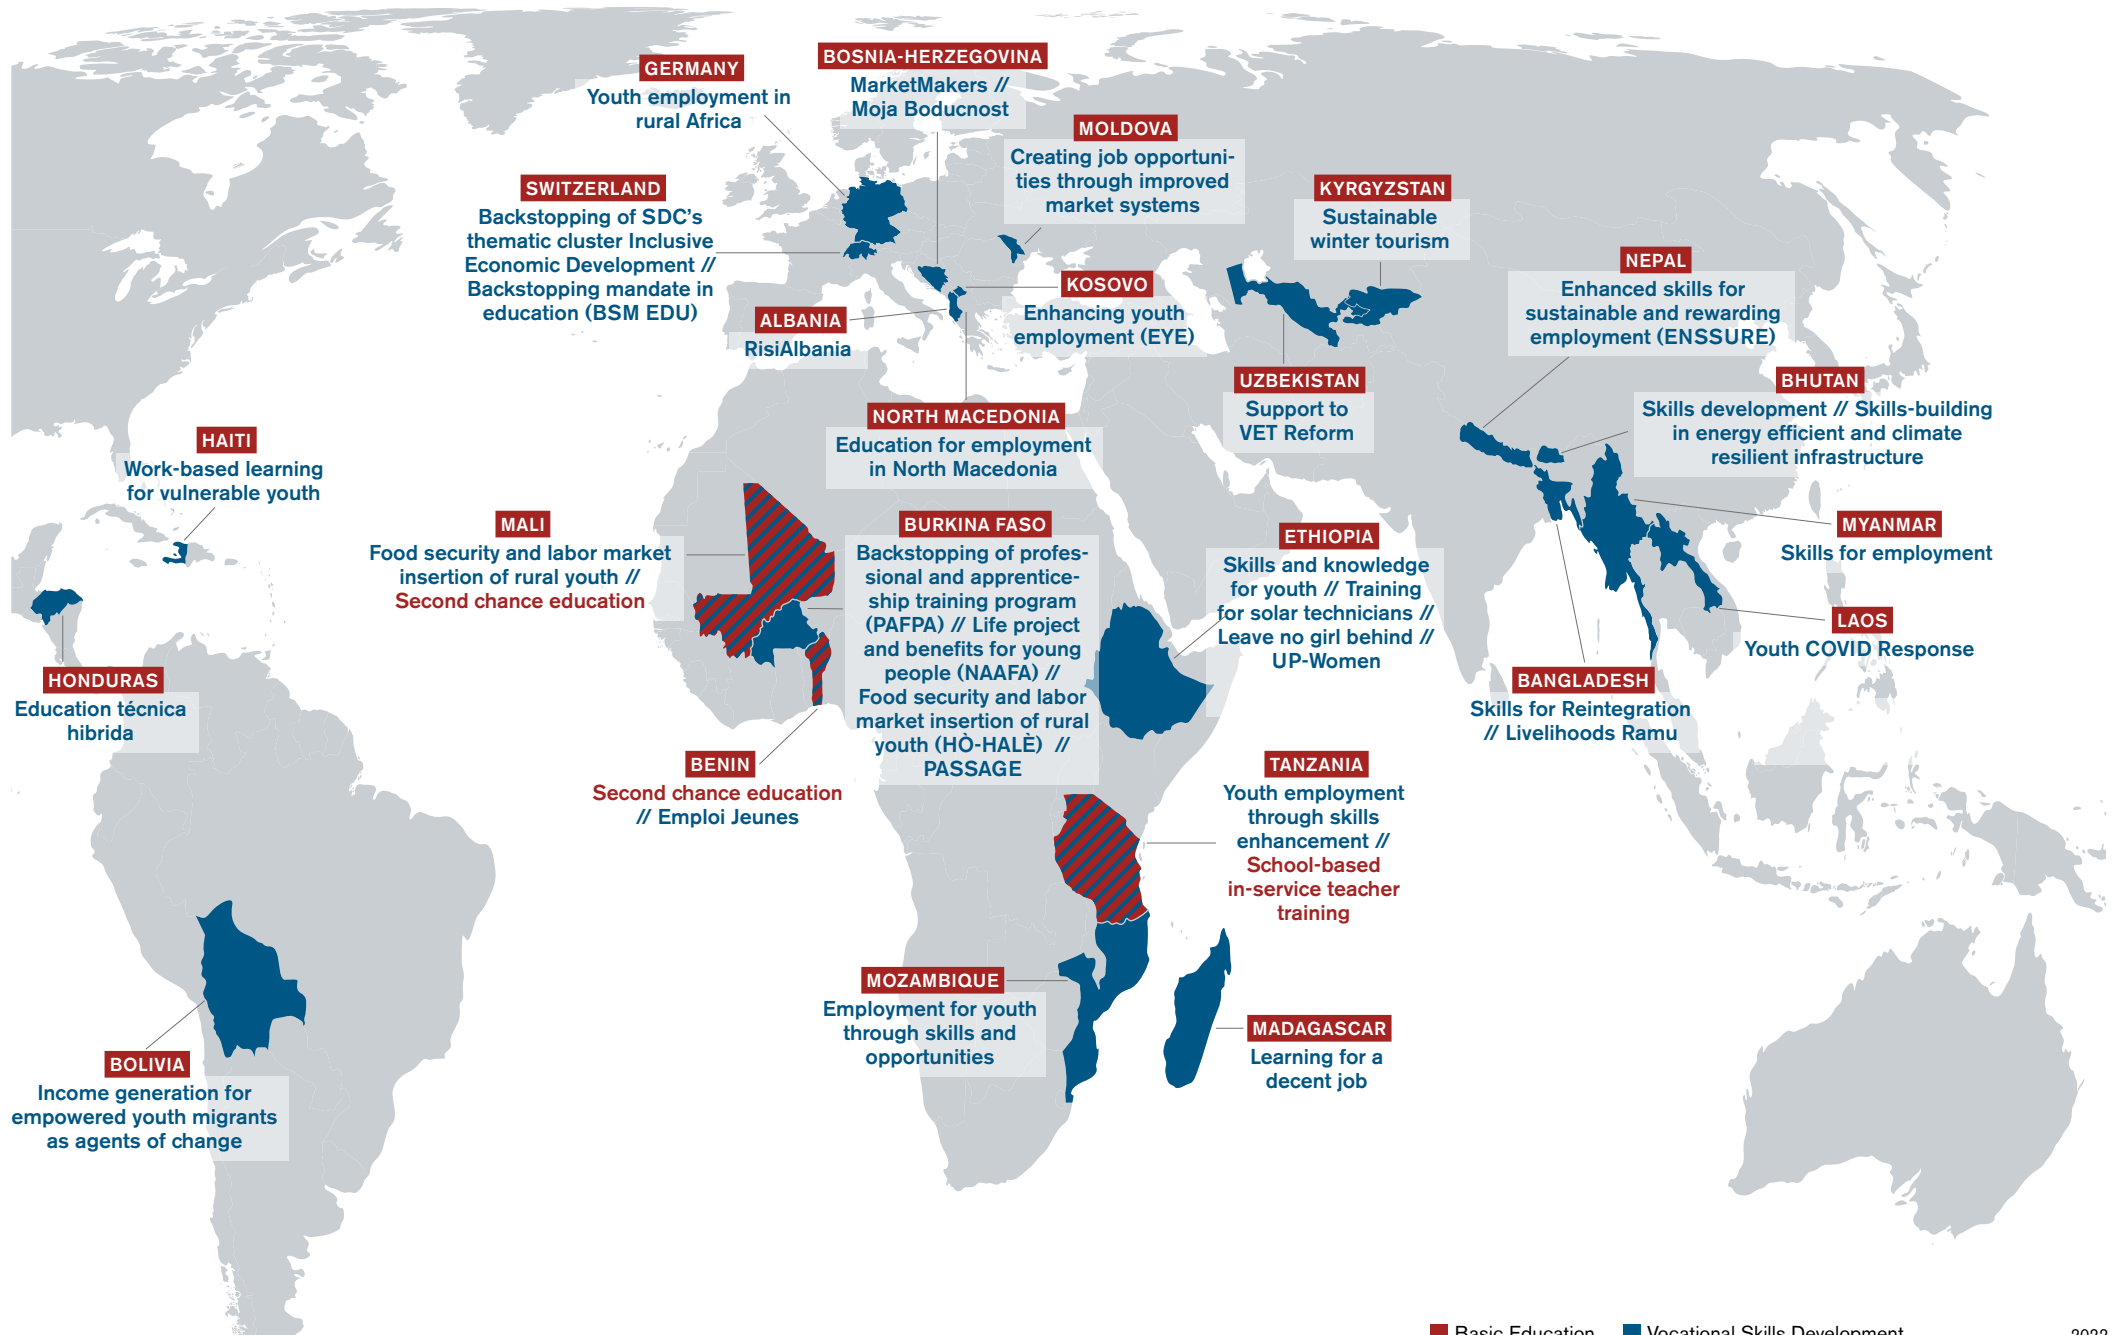 GERMANY
Youth employment in
rural Africa
BOSNIA-HERZEGOVINA
MarketMakers //
Moja Boducnost
MOLDOVA
Creating job opportuni-
ties through improved
market systems
SWITZERLAND
Backstopping of SDC's
thematic cluster Inclusive
Economic Development //
Backstopping mandate in
education (BSM EDU)
KYRGYZSTAN
Sustainable
winter tourism
NEPAL
Enhanced skills for
sustainable and rewarding
employment (ENSSURE)
KOSOVO
Enhancing youth
employment (EYE)
ALBANIA
RisiAlbania
UZBEKISTAN
Support to
VET Reform
BHUTAN
Skills development // Skills-building
in energy efficient and climate
resilient infrastructure
NORTH MACEDONIA
Education for employment
in North Macedonia
HAITI
Work-based learning
for vulnerable youth
MALI
Food security and labor market
insertion of rural youth //
Second chance education
BURKINA FASO
Backstopping of profes-
sional and apprentice-
ship training program
(PAFPA) // Life project
and benefits for young
people (NAAFA) //
Food security and labor
market insertion of rural
youth (HÒ-HALÈ) //
PASSAGE
ETHIOPIA
Skills and knowledge
for youth // Training
for solar technicians //
Leave no girl behind //
UP-Women
MYANMAR
Skills for employment
LAOS
Youth COVID Response
HONDURAS
Education técnica
hibrida
BANGLADESH
Skills for Reintegration
// Livelihoods Ramu
BENIN
Second chance education
// Emploi Jeunes
TANZANIA
Youth employment
through skills
enhancement //
School-based
in-service teacher
training
MOZAMBIQUE
Employment for youth
through skills and
opportunities
MADAGASCAR
Learning for a
decent job
BOLIVIA
Income generation for
empowered youth migrants
as agents of change
Basic Education
Vocational Skills Development